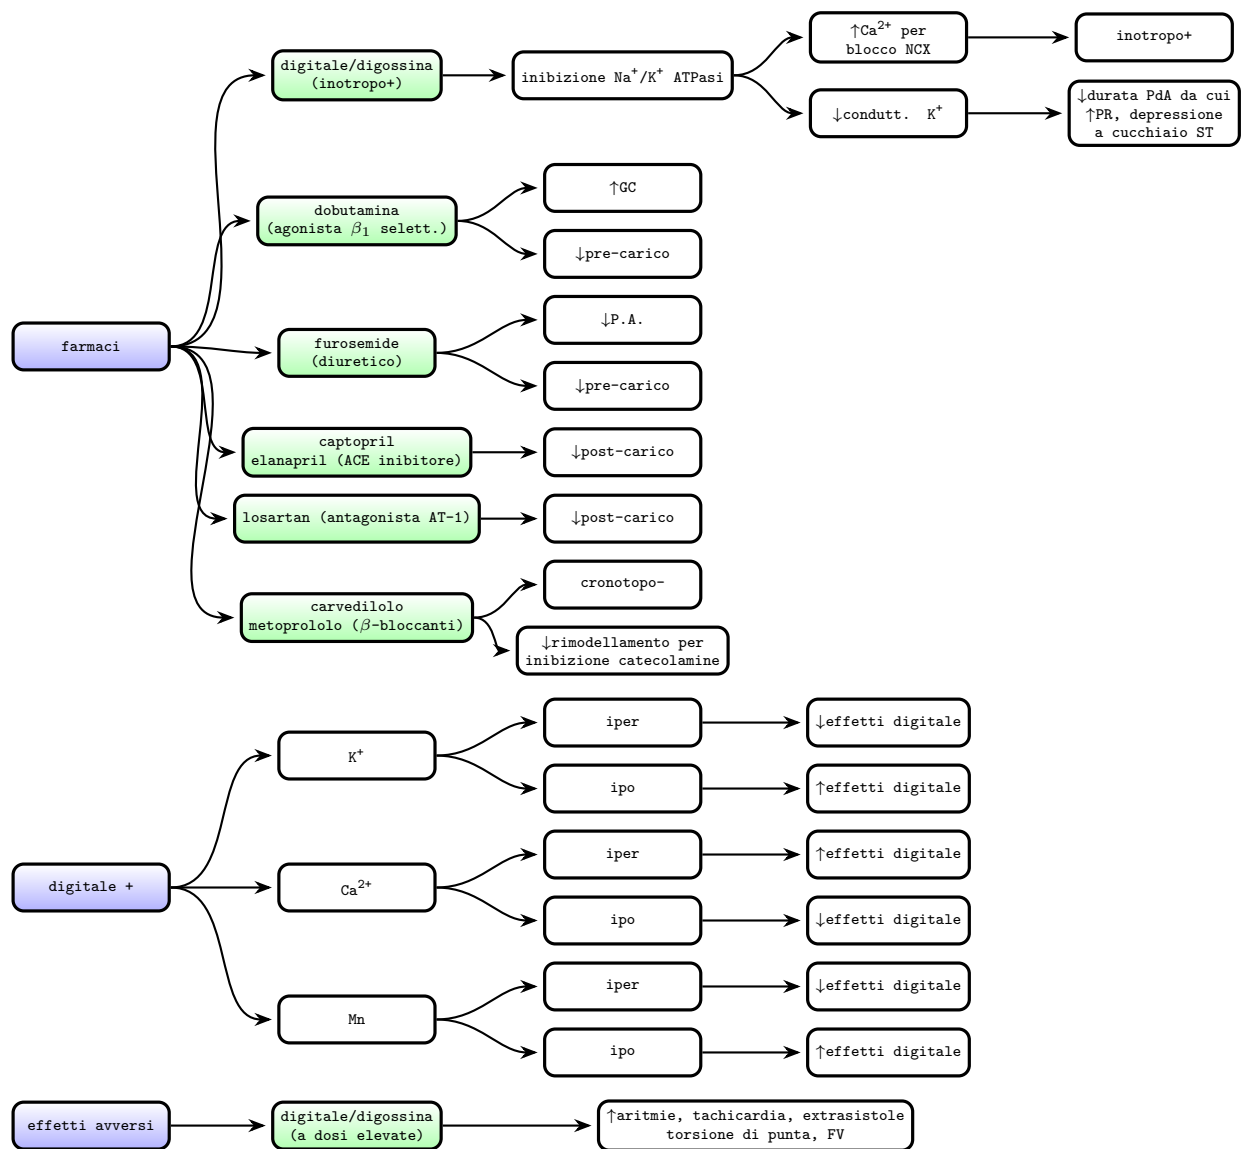 farmaci
digitale/digossina
(inotropo+)
inibizione Na⁺/K⁺ ATPasi
↑Ca²⁺ per
blocco NCX
inotropo+
↓condutt. K⁺
↓durata PdA da cui
↑PR, depressione
a cucchiaio ST
dobutamina
(agonista β₁ selett.)
↑GC
↓pre-carico
furosemide
(diuretico)
↓P.A.
↓pre-carico
captopril
elanapril (ACE inibitore)
↓post-carico
losartan (antagonista AT-1)
↓post-carico
carvedilolo
metoprololo (β-bloccanti)
cronotopo-
↓rimodellamento per
inibizione catecolamine
digitale +
K⁺
iper
↓effetti digitale
ipo
↑effetti digitale
Ca²⁺
iper
↑effetti digitale
ipo
↓effetti digitale
Mn
iper
↓effetti digitale
ipo
↑effetti digitale
effetti avversi
digitale/digossina
(a dosi elevate)
↑aritmie, tachicardia, extrasistole
torsione di punta, FV